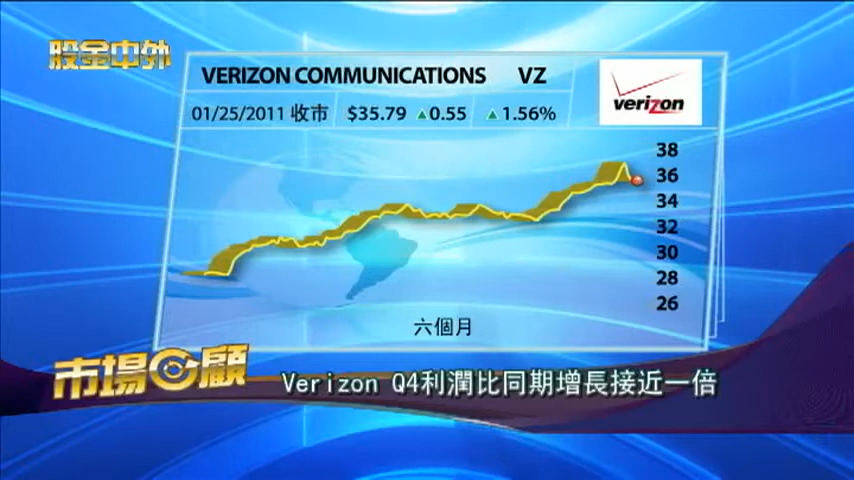 股金中外
VERIZON COMMUNICATIONS VZ
verizon
01/25/2011 收市 $35.79 ▲0.55 ▲1.56%
38
36
34
32
30
28
26
六個月
市場回顧
Verizon Q4利潤比同期增長接近一倍